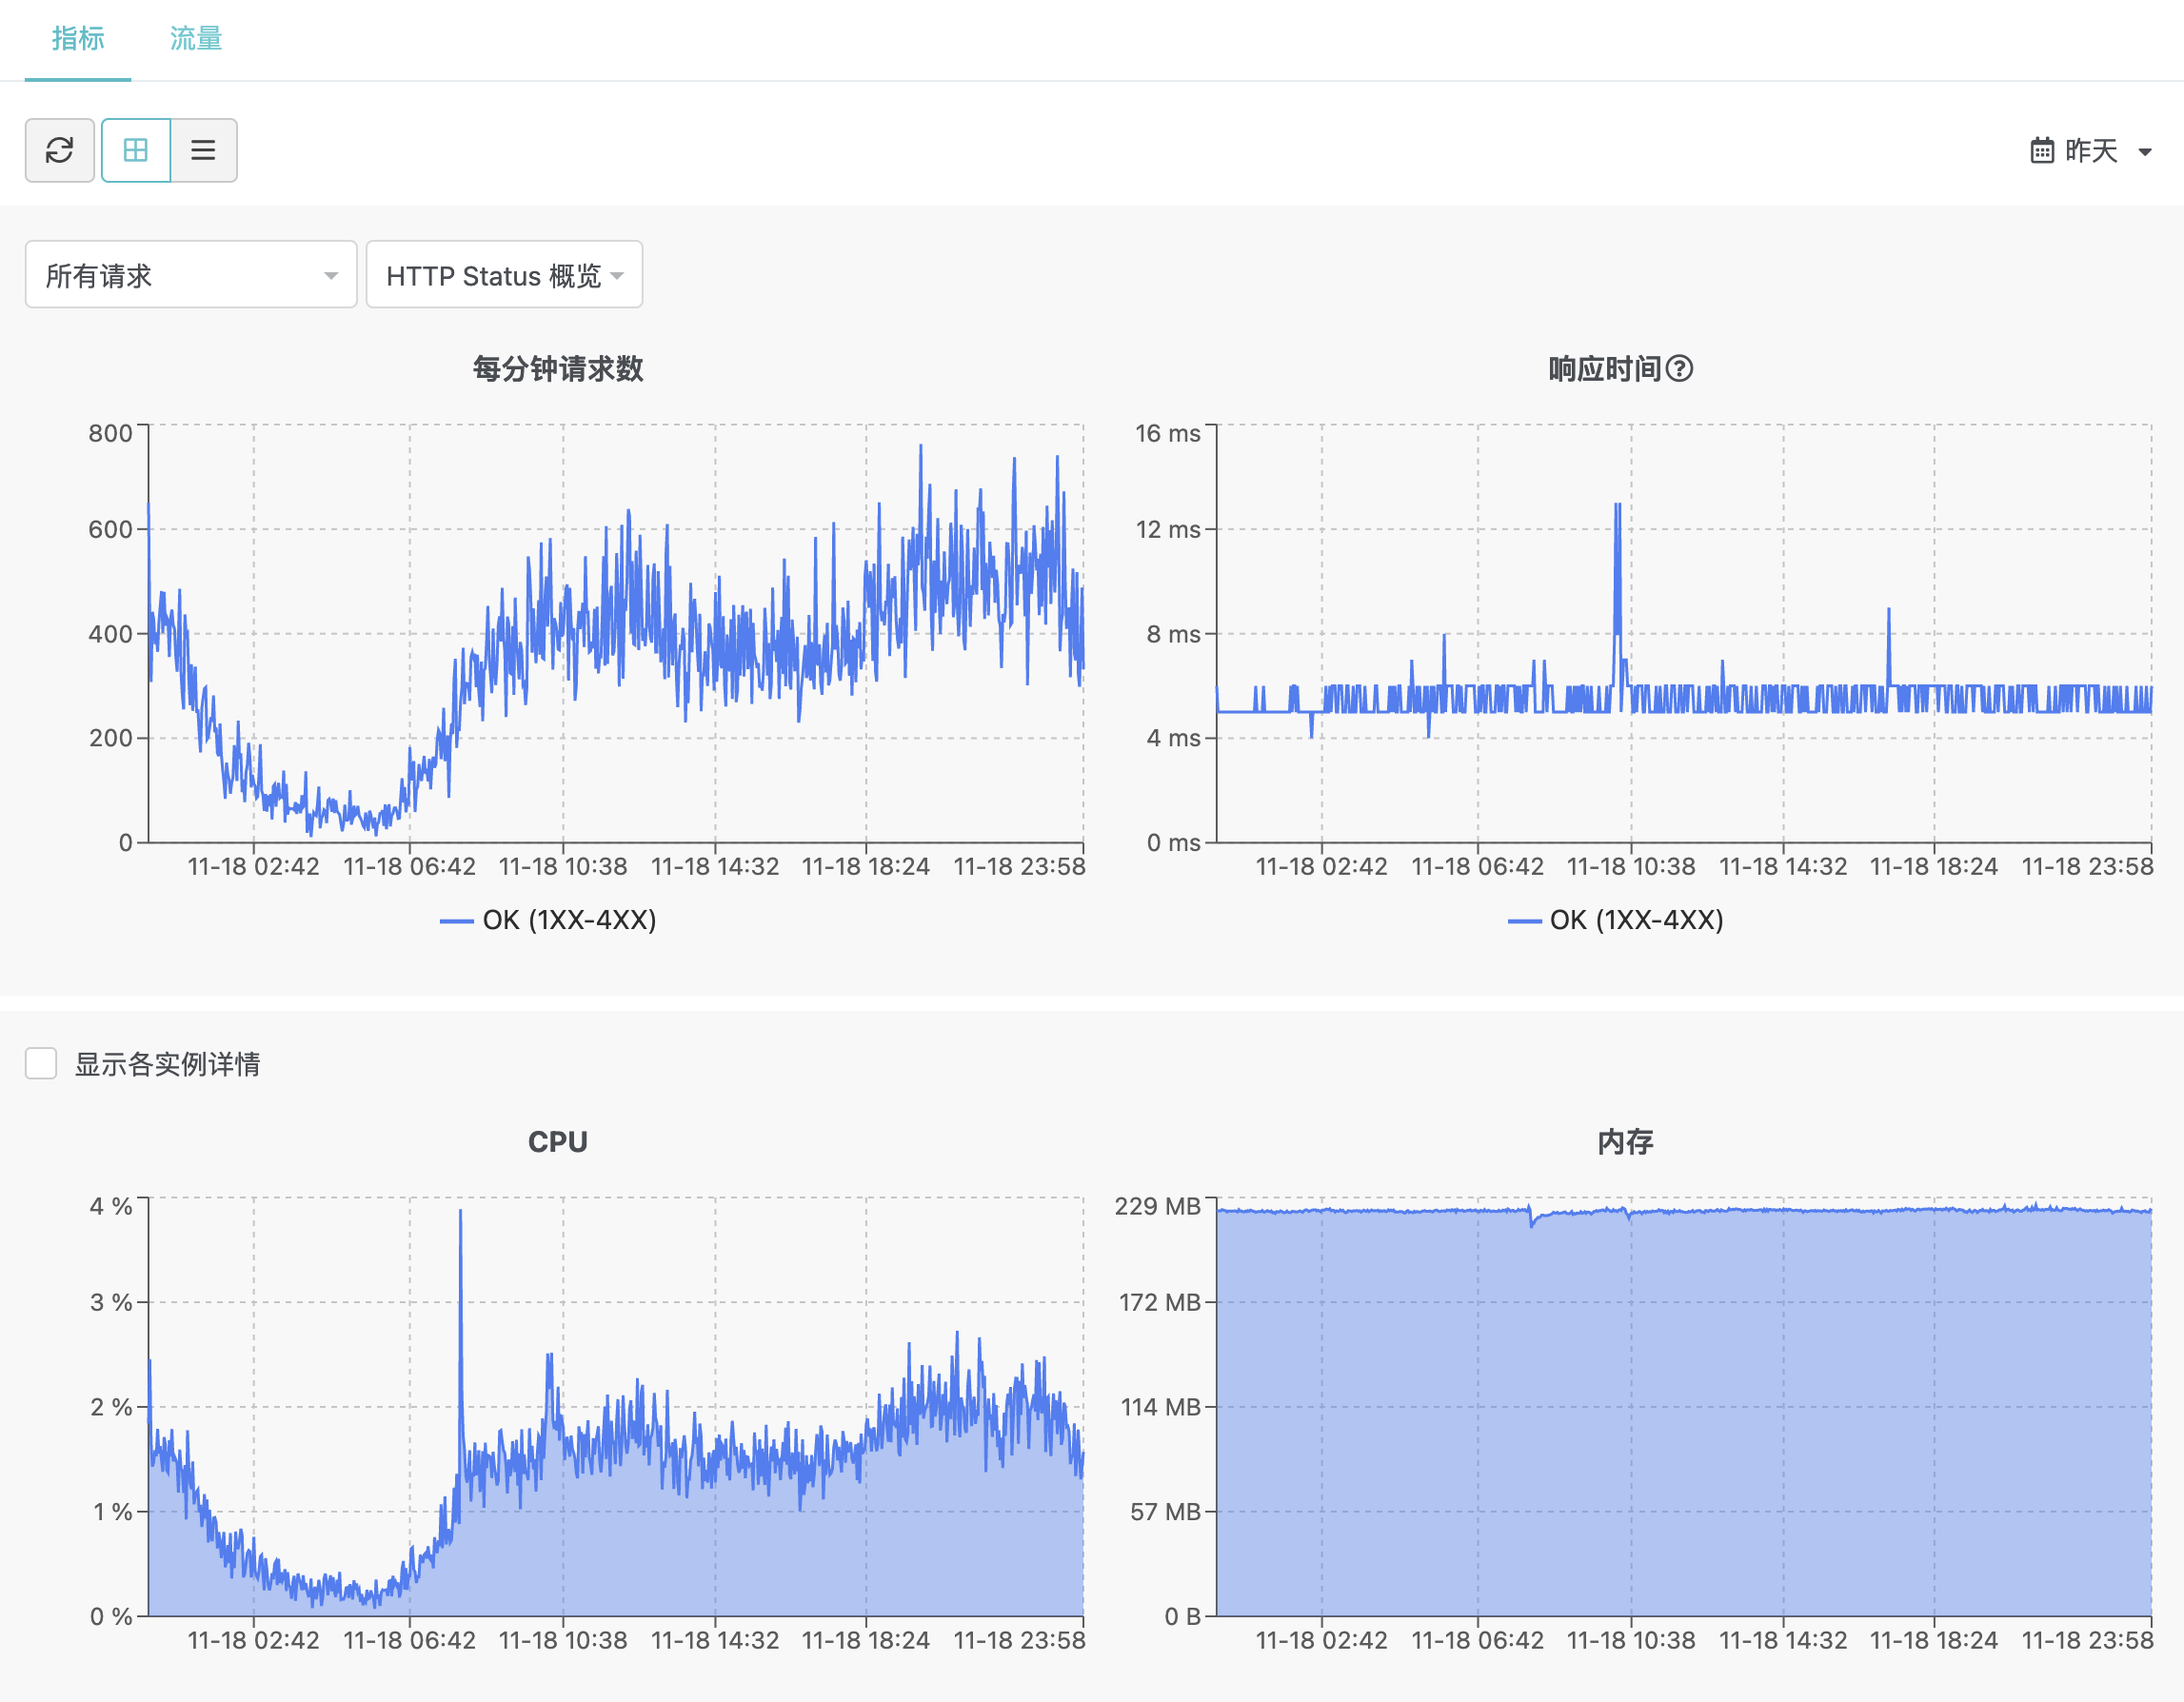 指标
流量
昨天
所有请求
HTTP Status 概览
每分钟请求数
800
600
400
200
0
11-18 02:42
11-18 06:42
11-18 10:38
11-18 14:32
11-18 18:24
11-18 23:58
OK (1XX-4XX)
响应时间?
16 ms
12 ms
8 ms
4 ms
0 ms
11-18 02:42
11-18 06:42
11-18 10:38
11-18 14:32
11-18 18:24
11-18 23:58
OK (1XX-4XX)
显示各实例详情
CPU
4 %
3 %
2 %
1 %
0 %
11-18 02:42
11-18 06:42
11-18 10:38
11-18 14:32
11-18 18:24
11-18 23:58
内存
229 MB
172 MB
114 MB
57 MB
0 B
11-18 02:42
11-18 06:42
11-18 10:38
11-18 14:32
11-18 18:24
11-18 23:58